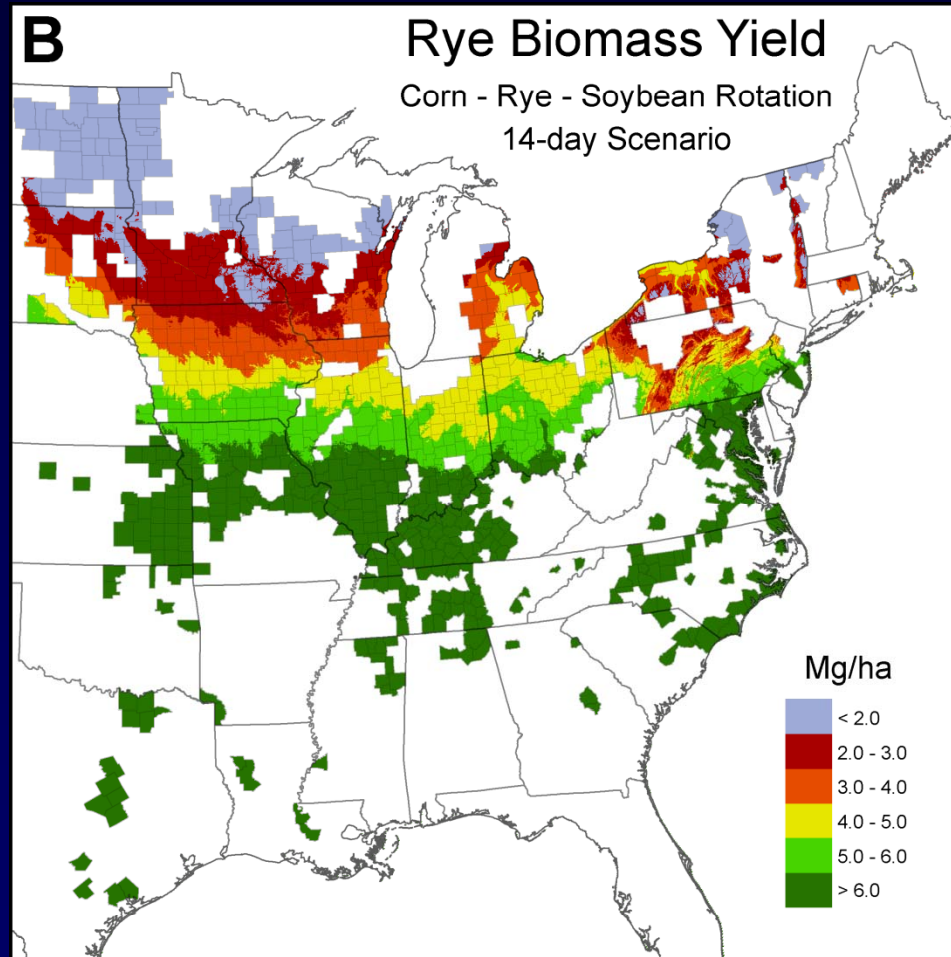 B
Rye Biomass Yield
Corn - Rye - Soybean Rotation
14-day Scenario
Mg/ha
< 2.0
2.0 - 3.0
3.0 - 4.0
4.0 - 5.0
5.0 - 6.0
> 6.0